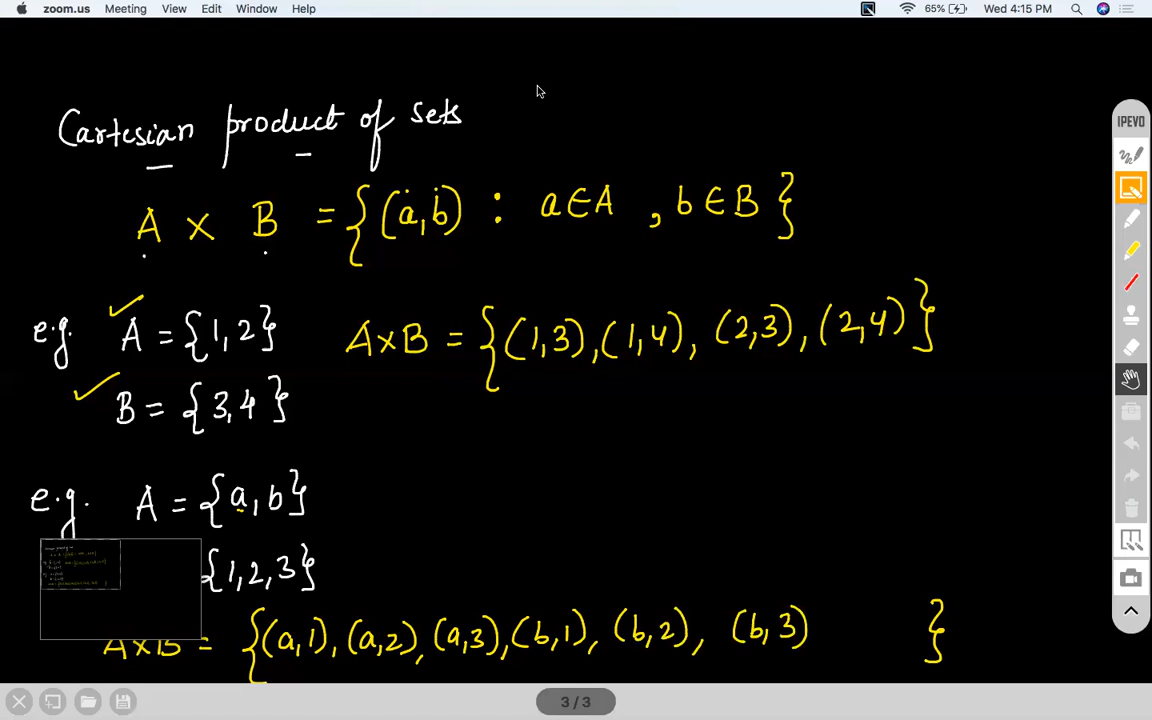 zoom.us Meeting View Edit Window Help 65% Wed 4:15 PM
Cartesian product of sets
IPEVO
A × B = {(a,b) : a∈A , b∈B}
e.g. A = {1,2} A×B = {(1,3),(1,4), (2,3), (2,4)}
B = {3,4}
e.g. A = {a,b}
{1,2,3}
A×B = {(a,1), (a,2), (a,3),(b,1), (b,2), (b,3) }
3/3